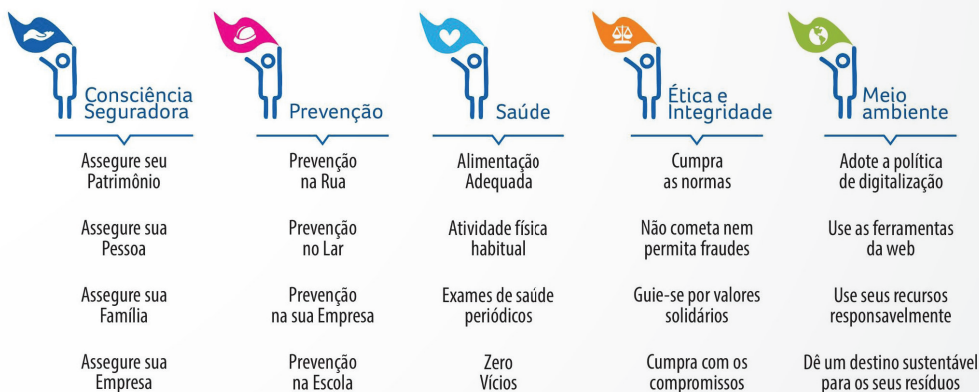 Consciência
Seguradora
Assegure seu
Patrimônio
Assegure sua
Pessoa
Assegure sua
Família
Assegure sua
Empresa
Prevenção
Prevenção
na Rua
Prevenção
no Lar
Prevenção
na sua Empresa
Prevenção
na Escola
Saúde
Alimentação
Adequada
Atividade física
habitual
Exames de saúde
periódicos
Zero
Vícios
Ética e
Integridade
Cumpra
as normas
Não cometa nem
permita fraudes
Guie-se por valores
solidários
Cumpra com os
compromissos
Meio
ambiente
Adote a política
de digitalização
Use as ferramentas
da web
Use seus recursos
responsavelmente
Dê um destino sustentável
para os seus resíduos